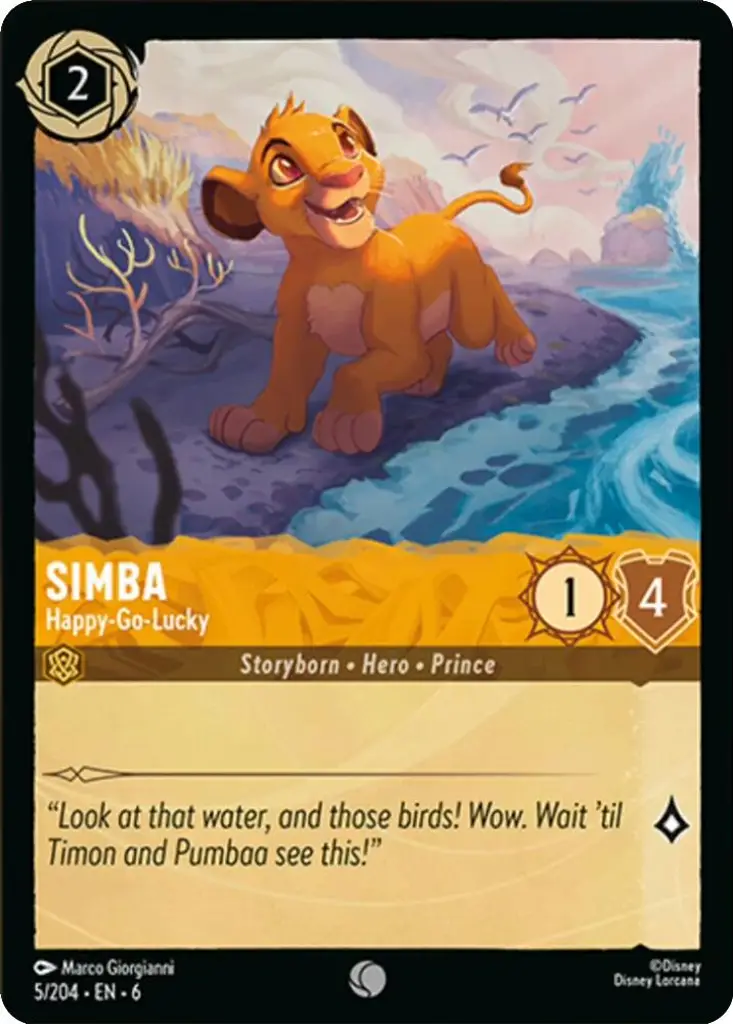 2
SIMBA
Happy-Go-Lucky
1
4
Storyborn • Hero • Prince
“Look at that water, and those birds! Wow. Wait ’til
Timon and Pumbaa see this!”
Marco Giorgianni
5/204 • EN • 6
©Disney
Disney Lorcana